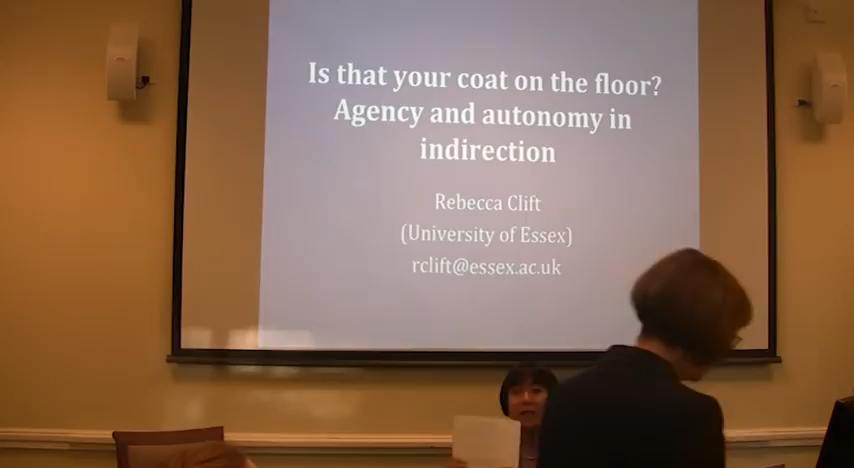 Is that your coat on the floor?
Agency and autonomy in
indirection
Rebecca Clift
(University of Essex)
rclift@essex.ac.uk